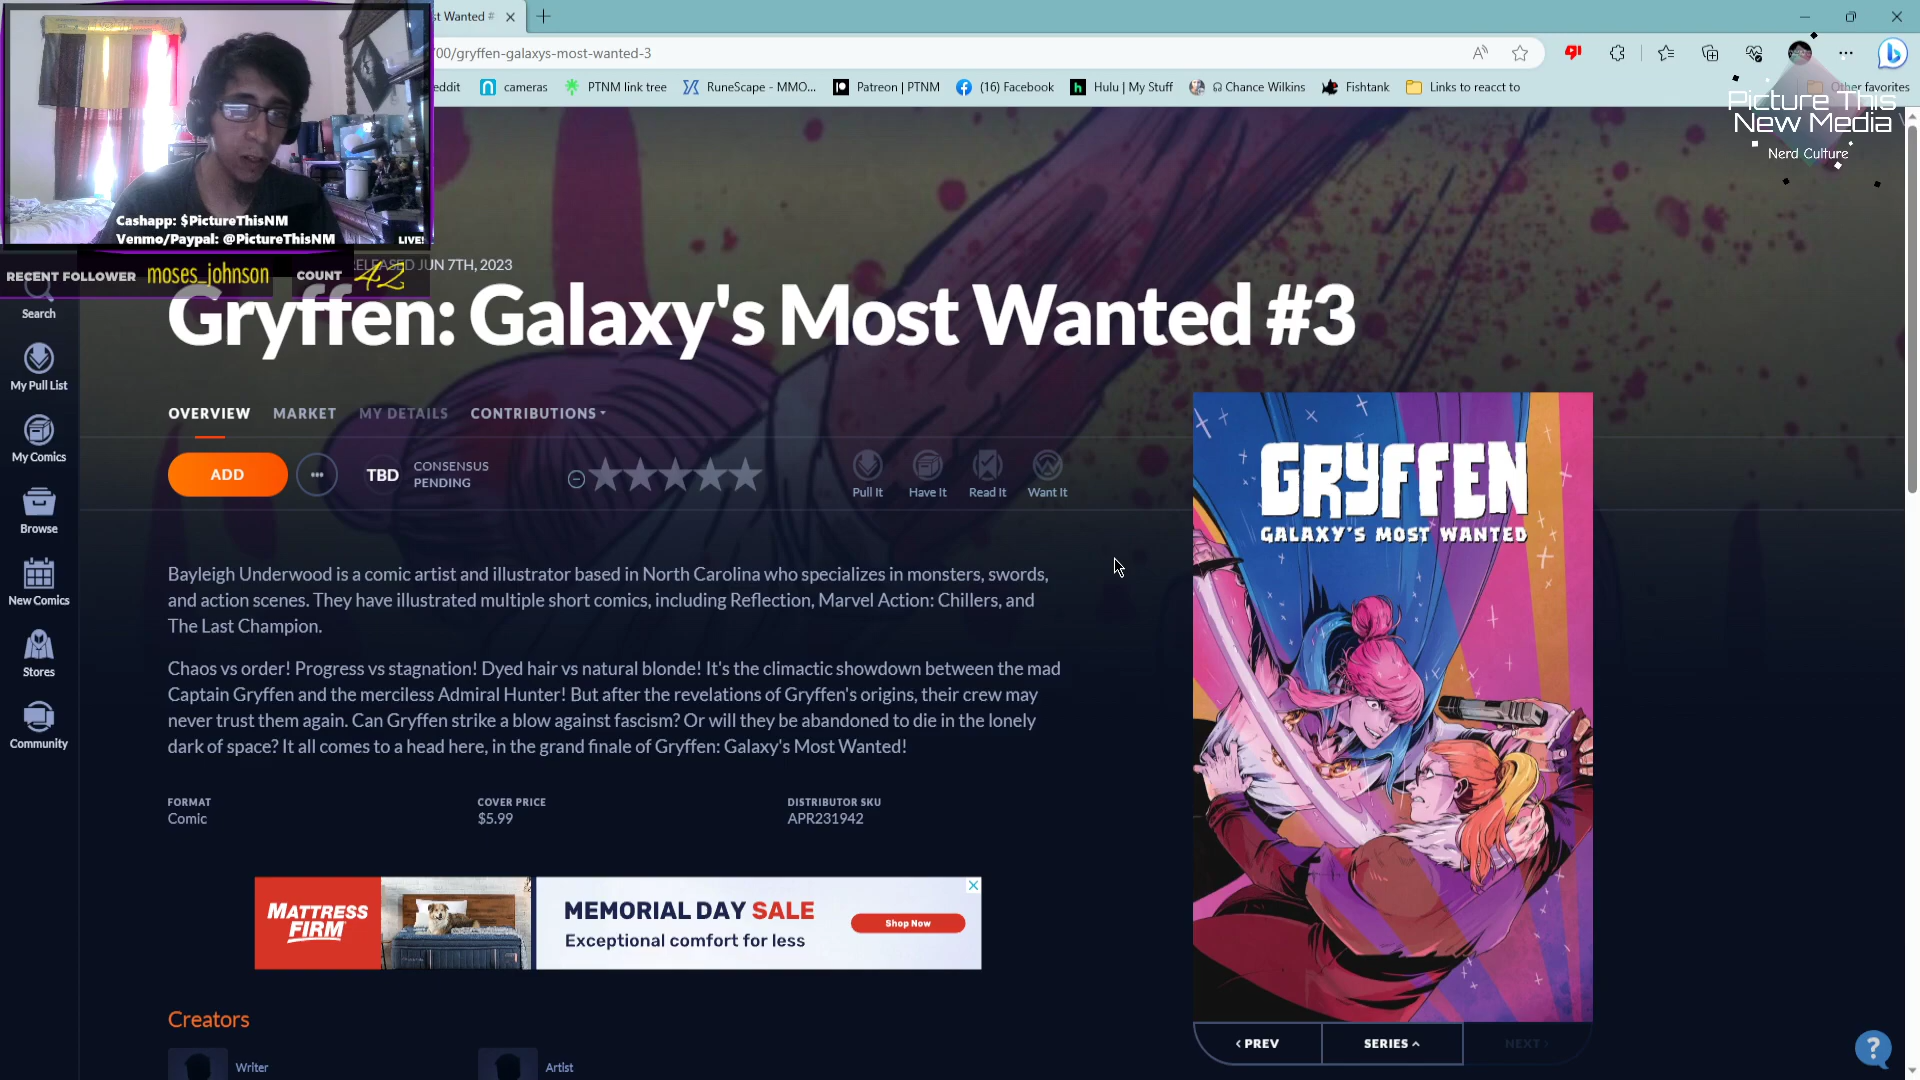 st Wanted #
00/gryffen-galaxys-most-wanted-3
eddit
cameras
PTNM link tree
RuneScape - MMO...
Patreon | PTNM
(16) Facebook
Hulu | My Stuff
Chance Wilkins
Fishtank
Links to reacct to
Other favorites
Picture This
New Media
Nerd Culture
Cashapp: $PictureThisNM
Venmo/Paypal: @PictureThisNM
LIVE!
RECENT FOLLOWER moses_johnson COUNT 42
RELEASED JUN 7TH, 2023
Gryffen: Galaxy's Most Wanted #3
Search
My Pull List
My Comics
Browse
New Comics
Stores
Community
OVERVIEW MARKET MY DETAILS CONTRIBUTIONS
ADD
TBD
CONSENSUS
PENDING
Pull It
Have It
Read It
Want It
Bayleigh Underwood is a comic artist and illustrator based in North Carolina who specializes in monsters, swords,
and action scenes. They have illustrated multiple short comics, including Reflection, Marvel Action: Chillers, and
The Last Champion.
Chaos vs order! Progress vs stagnation! Dyed hair vs natural blonde! It's the climactic showdown between the mad
Captain Gryffen and the merciless Admiral Hunter! But after the revelations of Gryffen's origins, their crew may
never trust them again. Can Gryffen strike a blow against fascism? Or will they be abandoned to die in the lonely
dark of space? It all comes to a head here, in the grand finale of Gryffen: Galaxy's Most Wanted!
FORMAT
Comic
COVER PRICE
$5.99
DISTRIBUTOR SKU
APR231942
MATTRESS
FIRM
MEMORIAL DAY SALE
Exceptional comfort for less
Shop Now
Creators
Writer
Artist
GRYFFEN
GALAXY'S MOST WANTED
PREV
SERIES
NEXT
?